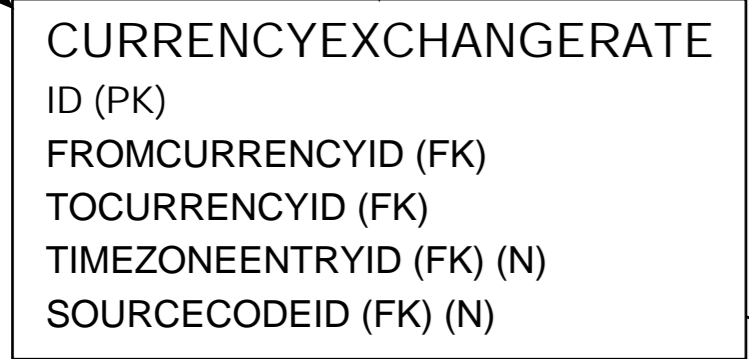 CURRENCYEXCHANGERATE
ID (PK)
FROMCURRENCYID (FK)
TOCURRENCYID (FK)
TIMEZONEENTRYID (FK) (N)
SOURCECODEID (FK) (N)